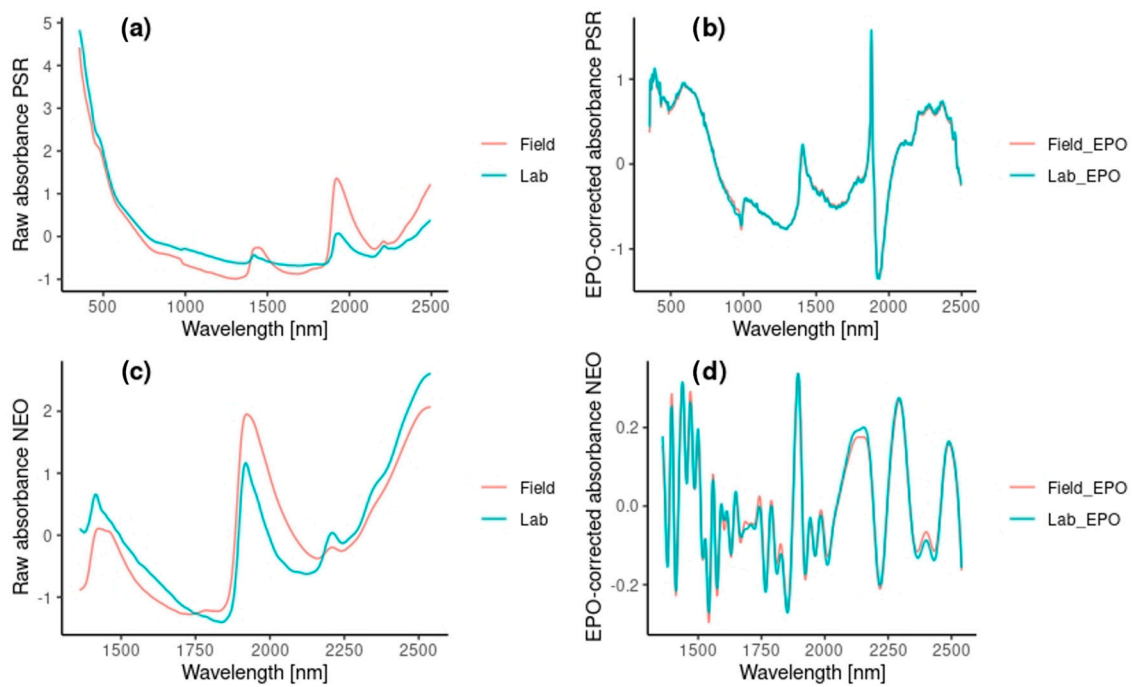 (a)
Raw absorbance PSR
5
4
3
2
1
0
-1
500 1000 1500 2000 2500
Wavelength [nm]
Field
Lab
(b)
EPO-corrected absorbance PSR
1
0
-1
500 1000 1500 2000 2500
Wavelength [nm]
Field_EPO
Lab_EPO
(c)
Raw absorbance NEO
2
1
0
-1
1500 1750 2000 2250 2500
Wavelength [nm]
Field
Lab
(d)
EPO-corrected absorbance NEO
0.2
0.0
-0.2
1500 1750 2000 2250 2500
Wavelength [nm]
Field_EPO
Lab_EPO